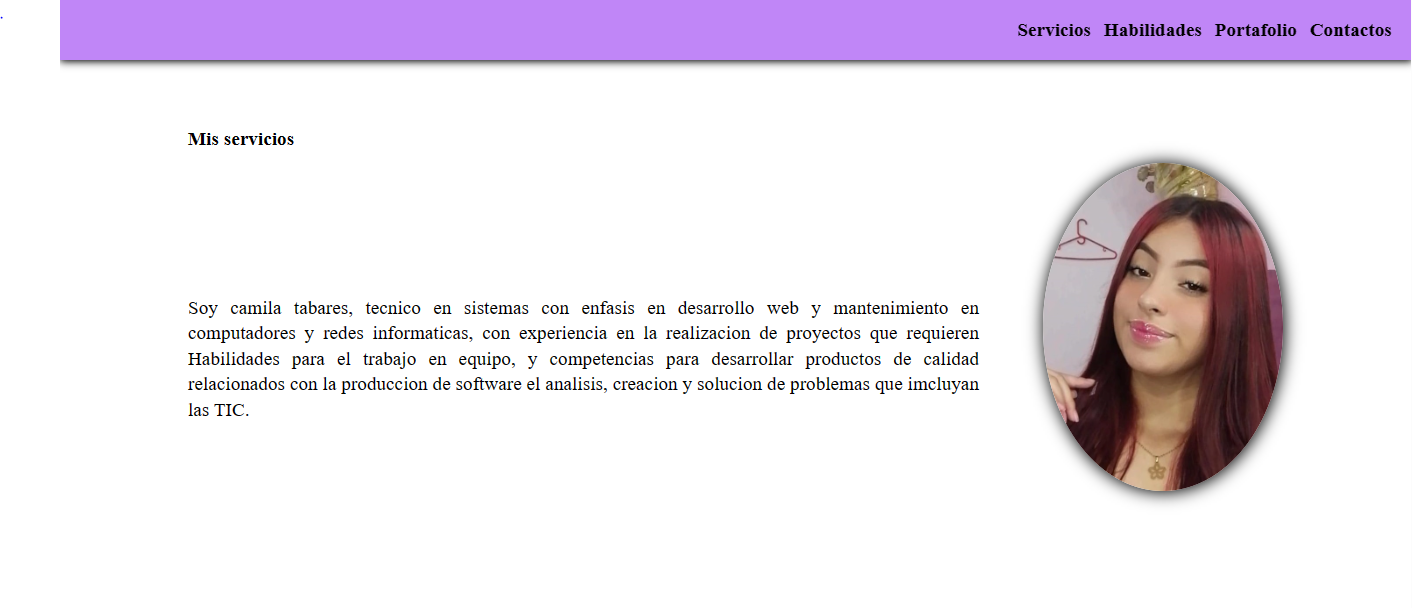 .
Servicios Habilidades Portafolio Contactos
Mis servicios
Soy camila tabares, tecnico en sistemas con enfasis en desarrollo web y mantenimiento en
computadores y redes informaticas, con experiencia en la realizacion de proyectos que requieren
Habilidades para el trabajo en equipo, y competencias para desarrollar productos de calidad
relacionados con la produccion de software el analisis, creacion y solucion de problemas que imcluyan
las TIC.